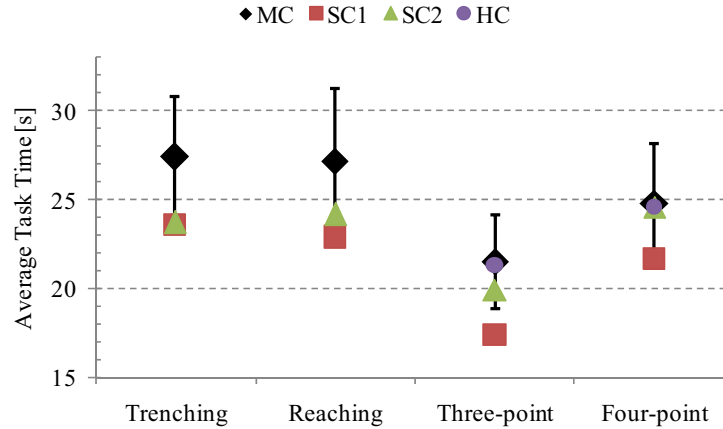 MC SC1 SC2 HC
Average Task Time [s]
30
25
20
15
Trenching Reaching Three-point Four-point